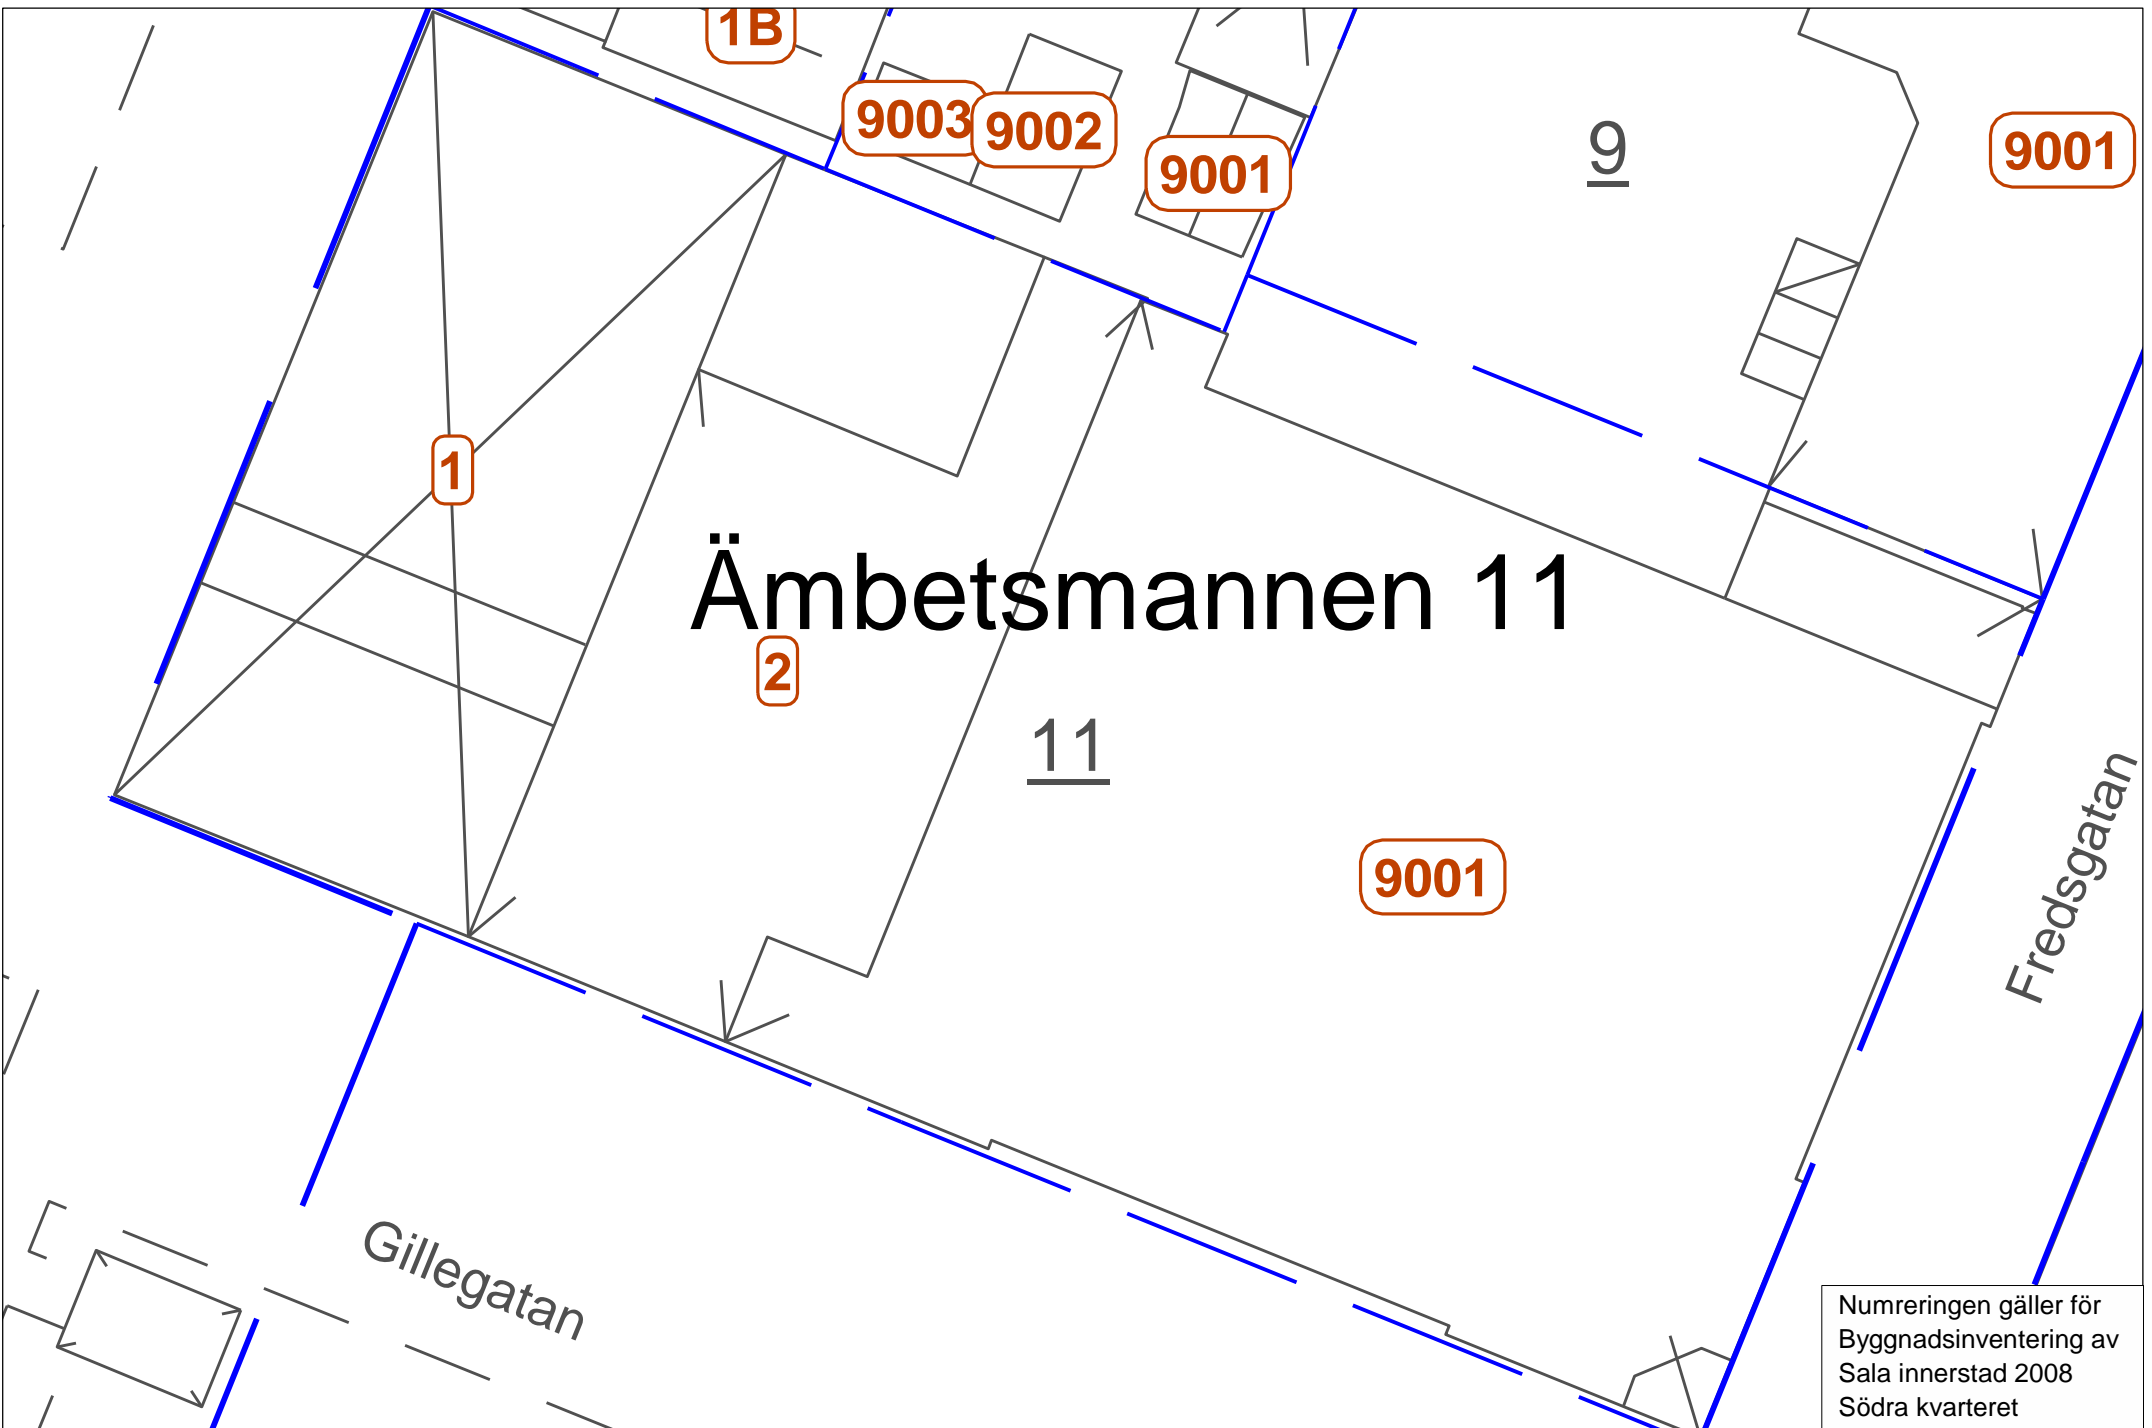 1B
9003
9002
9001
9
9001
1
Ämbetsmannen 11
2
11
9001
Fredsgatan
Gillegatan
Numreringen gäller för
Byggnadsinventering av
Sala innerstad 2008
Södra kvarteret